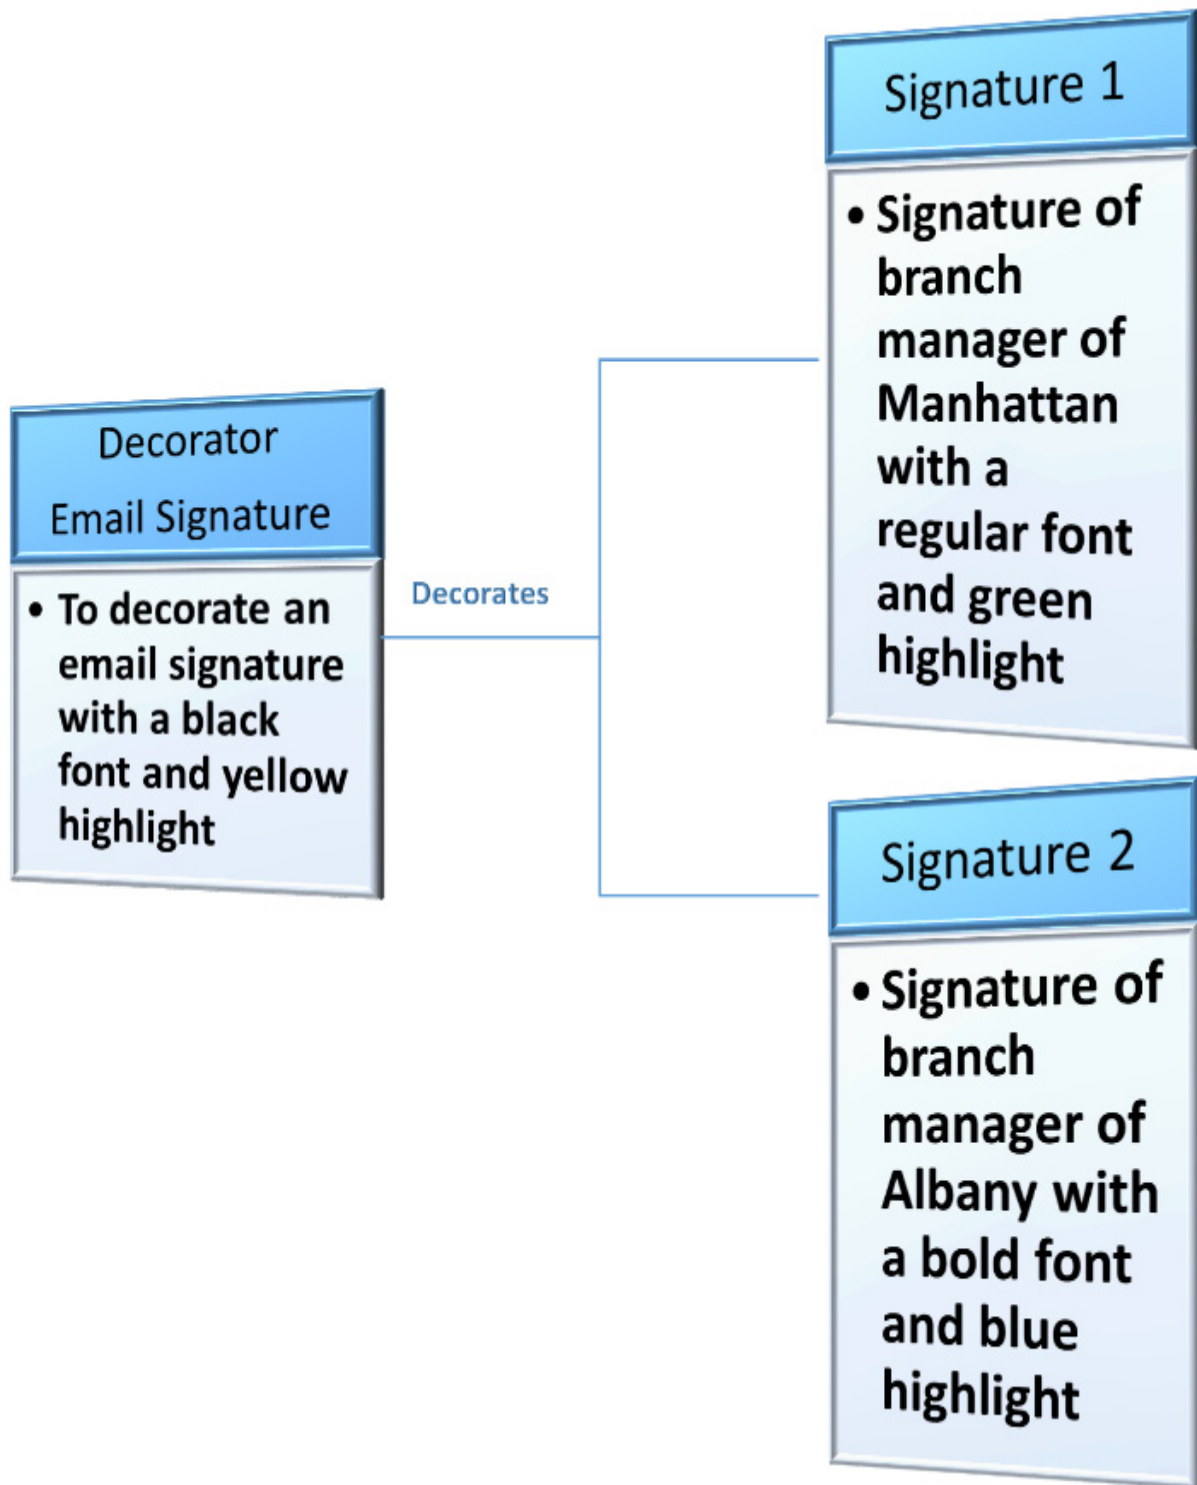 Decorator
Email Signature
• To decorate an
email signature
with a black
font and yellow
highlight
Decorates
Signature 1
• Signature of
branch
manager of
Manhattan
with a
regular font
and green
highlight
Signature 2
• Signature of
branch
manager of
Albany with
a bold font
and blue
highlight